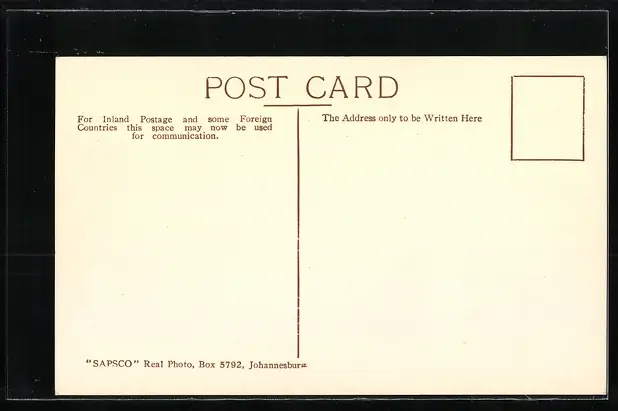 POST CARD
For Inland Postage and some Foreign
Countries this space may now be used
for communication.
The Address only to be Written Here
"SAPSCO" Real Photo, Box 5792, Johannesburg